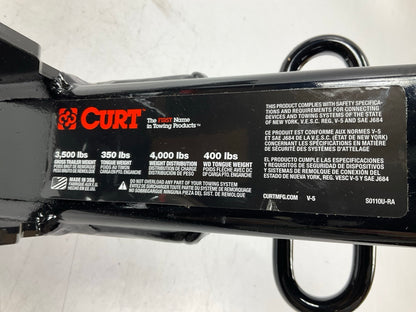 CURT
The FIRST Name
in Towing Products™
3,500 lbs
GROSS TRAILER WEIGHT
350 lbs
TONGUE WEIGHT
4,000 lbs
WEIGHT DISTRIBUTION
400 lbs
WD TONGUE WEIGHT
MADE IN USA
DO NOT OVERLOAD ANY PART OF YOUR TOWING SYSTEM
THIS PRODUCT COMPLIES WITH SAFETY SPECIFICA-
TIONS AND REQUIREMENTS FOR CONNECTING
DEVICES AND TOWING SYSTEMS OF THE STATE
OF NEW YORK, V.E.S.C. REG, V-5 AND SAE J684
CE PRODUIT EST CONFORME AUX NORMES V-5
ET SAE J684 DE LA V.E.S.C. (ÉTAT DE NEW YORK)
CONCERNANT LES SPÉCIFICATIONS EN MATIÈRE
DE SÉCURITÉ ET DES SYSTÈMES D'ATTELAGE
EL PRODUCTO CUMPLE LAS ESPECIFICACIONES
Y REQUISITOS DE SEGURIDAD DE DISPOSITIVOS
Y SISTEMAS DE REMOLQUE DE CONEXIÓN DEL
ESTADO DE NUEVA YORK, REG. VESC V-5 Y SAE J684
CURTMFG.COM V-5
S0110U-RA